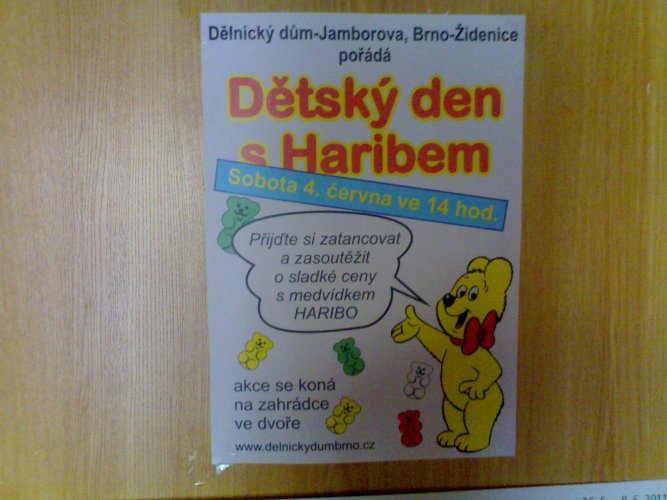 Dělnický dům-Jamborova, Brno-Židenice
pořádá
Dětský den
s Haribem
Sobota 4. června ve 14 hod.
Přijďte si zatancovat
a zasoutěžit
o sladké ceny
s medvídkem
HARIBO
akce se koná
na zahrádce
ve dvoře
www.delnickydumbrno.cz